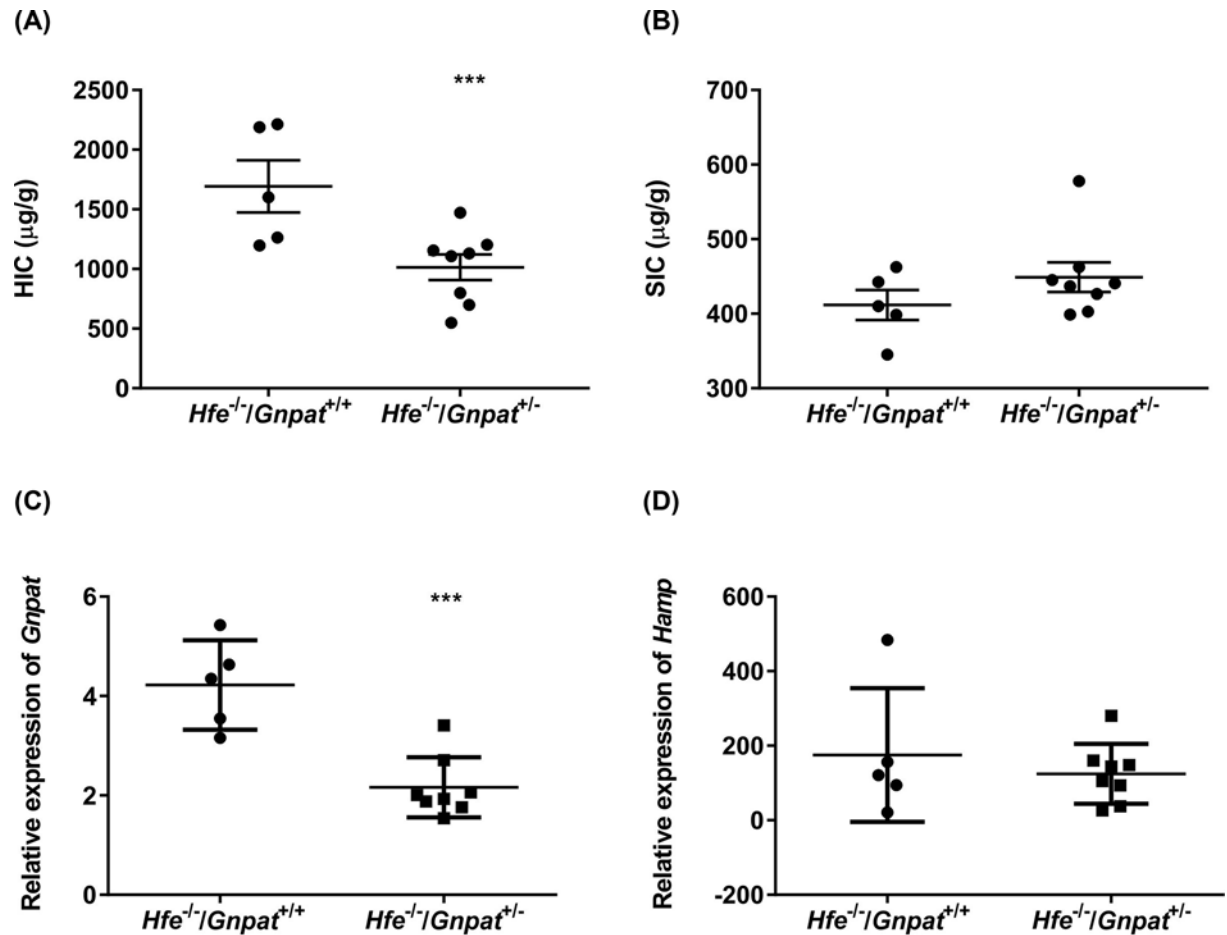 (A)
***
HIC (μg/g)
2500
2000
1500
1000
500
0
Hfe-/-/Gnpat+/+
Hfe-/-/Gnpat+/-
(B)
SIC (μg/g)
700
600
500
400
300
Hfe-/-/Gnpat+/+
Hfe-/-/Gnpat+/-
(C)
***
Relative expression of Gnpat
6
4
2
0
Hfe-/-/Gnpat+/+
Hfe-/-/Gnpat+/-
(D)
Relative expression of Hamp
600
400
200
0
-200
Hfe-/-/Gnpat+/+
Hfe-/-/Gnpat+/-